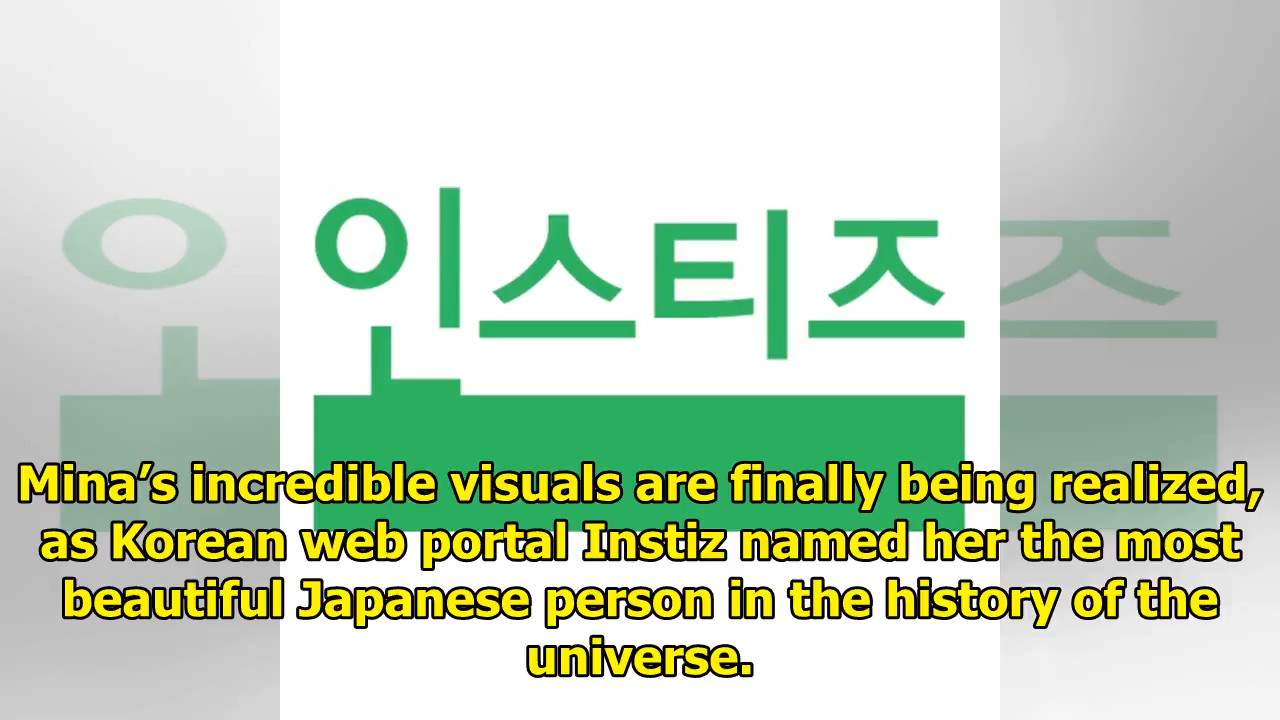 인스티즈
Mina’s incredible visuals are finally being realized,
as Korean web portal Instiz named her the most
beautiful Japanese person in the history of the
universe.